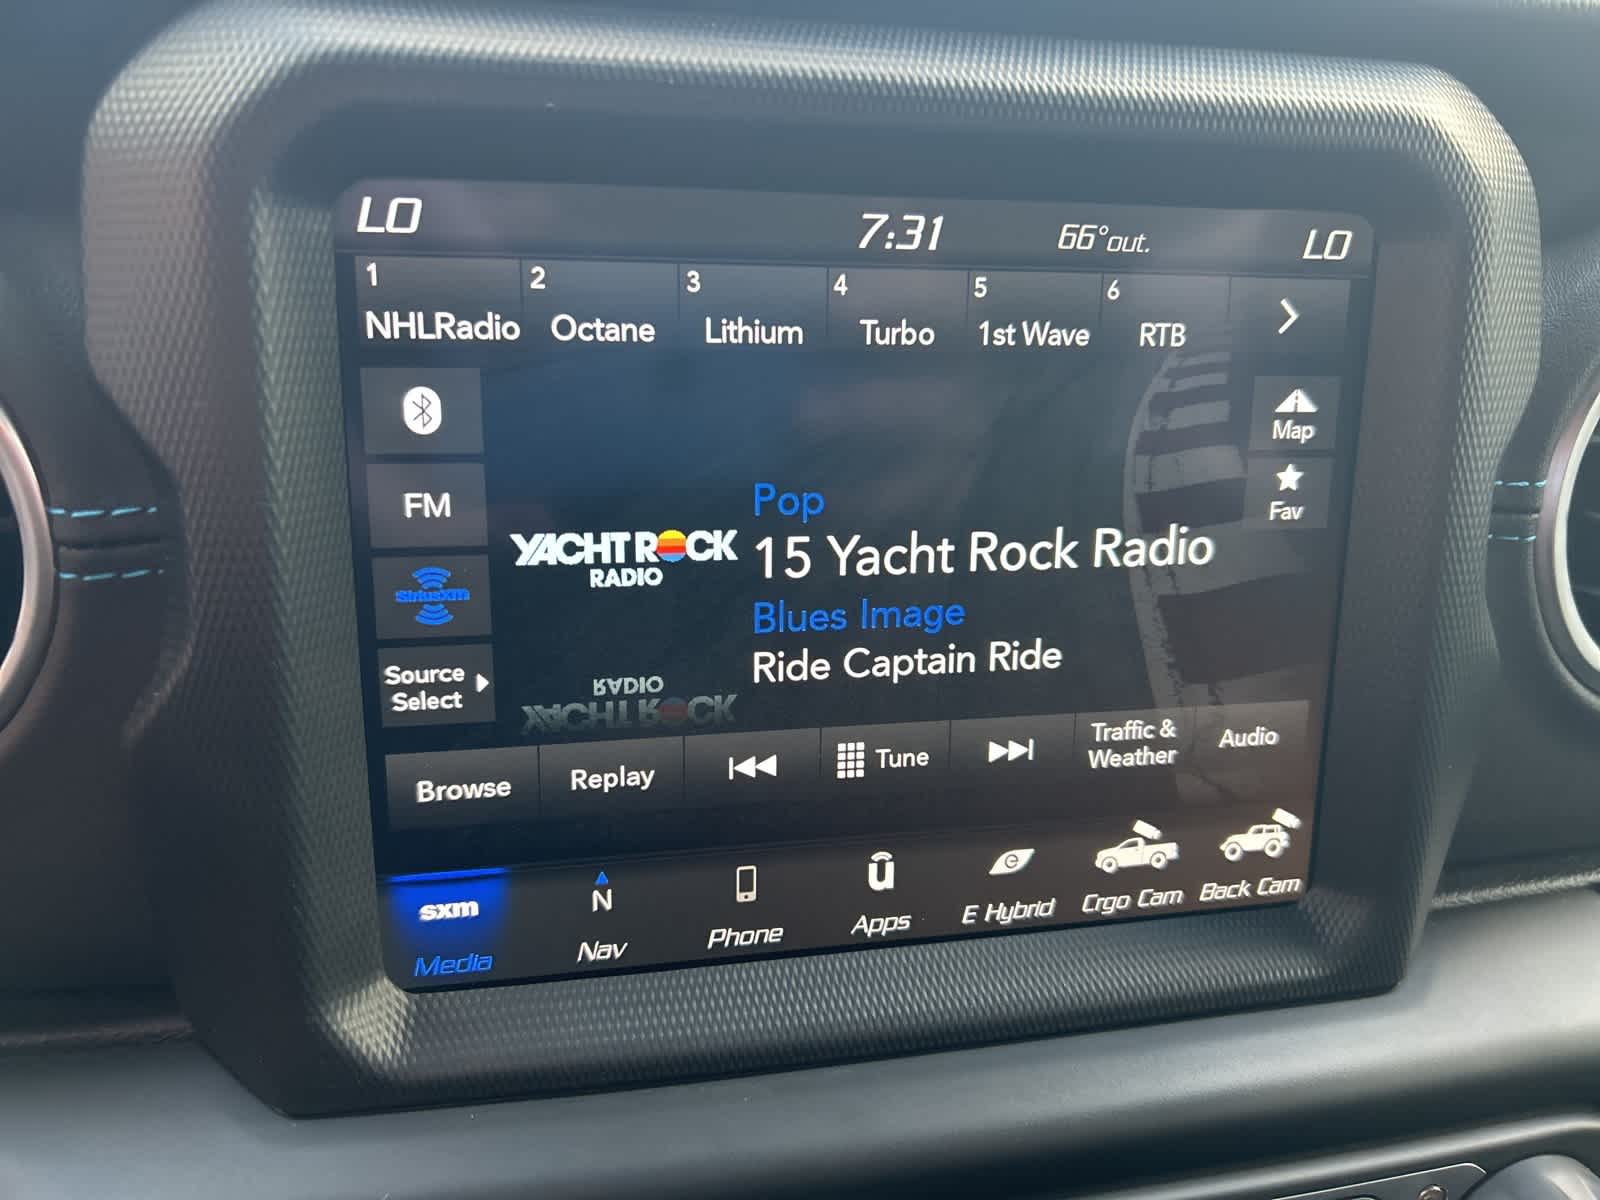 LO 7:31 66°out. LO
1 2 3 4 5 6
NHLRadio Octane Lithium Turbo 1st Wave RTB
Map
FM
Fav
Pop
YACHT ROCK
RADIO
15 Yacht Rock Radio
Blues Image
Ride Captain Ride
SiriusXM
Source
Select
RADIO
YACHT ROCK
Browse Replay Tune Traffic &
Weather Audio
sxm N u e
Media Nav Phone Apps E Hybrid Crgo Cam Back Cam